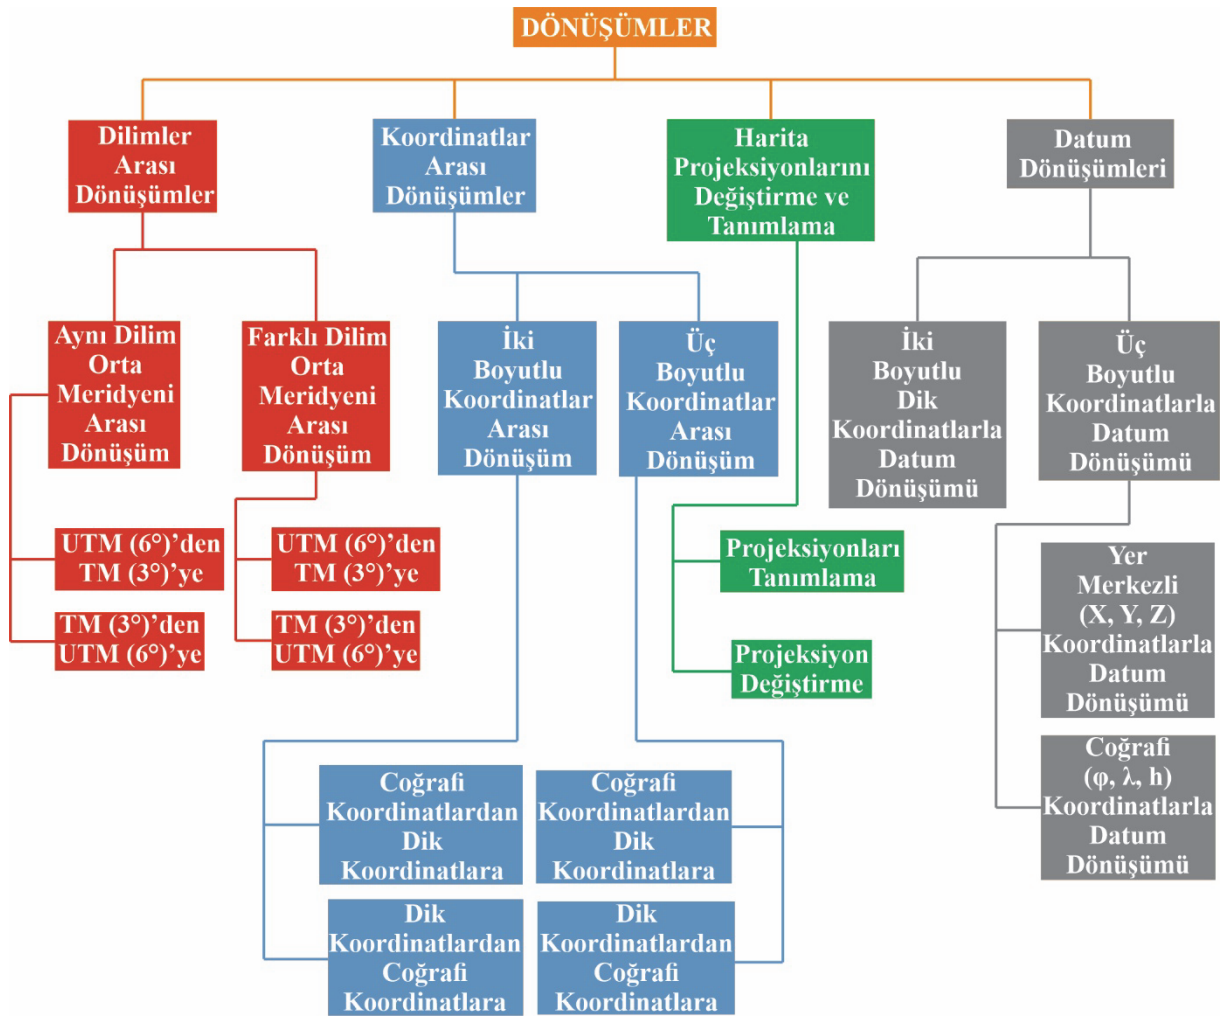 DÖNÜŞÜMLER
Dilimler
Arası
Dönüşümler
Koordinatlar
Arası
Dönüşümler
Harita
Projeksiyonlarını
Değiştirme ve
Tanımlama
Datum
Dönüşümleri
Aynı Dilim
Orta
Meridyeni
Arası
Dönüşüm
Farklı Dilim
Orta
Meridyeni
Arası
Dönüşüm
İki
Boyutlu
Koordinatlar
Arası
Dönüşüm
Üç
Boyutlu
Koordinatlar
Arası
Dönüşüm
İki
Boyutlu
Dik
Koordinatlarla
Datum
Dönüşümü
Üç
Boyutlu
Koordinatlarla
Datum
Dönüşümü
UTM (6°)’den
TM (3°)’ye
TM (3°)’den
UTM (6°)’ye
UTM (6°)’den
TM (3°)’ye
TM (3°)’den
UTM (6°)’ye
Projeksiyonları
Tanımlama
Projeksiyon
Değiştirme
Yer
Merkezli
(X, Y, Z)
Koordinatlarla
Datum
Dönüşümü
Coğrafi
(φ, λ, h)
Koordinatlarla
Datum
Dönüşümü
Coğrafi
Koordinatlardan
Dik
Koordinatlara
Dik
Koordinatlardan
Coğrafi
Koordinatlara
Coğrafi
Koordinatlardan
Dik
Koordinatlara
Dik
Koordinatlardan
Coğrafi
Koordinatlara